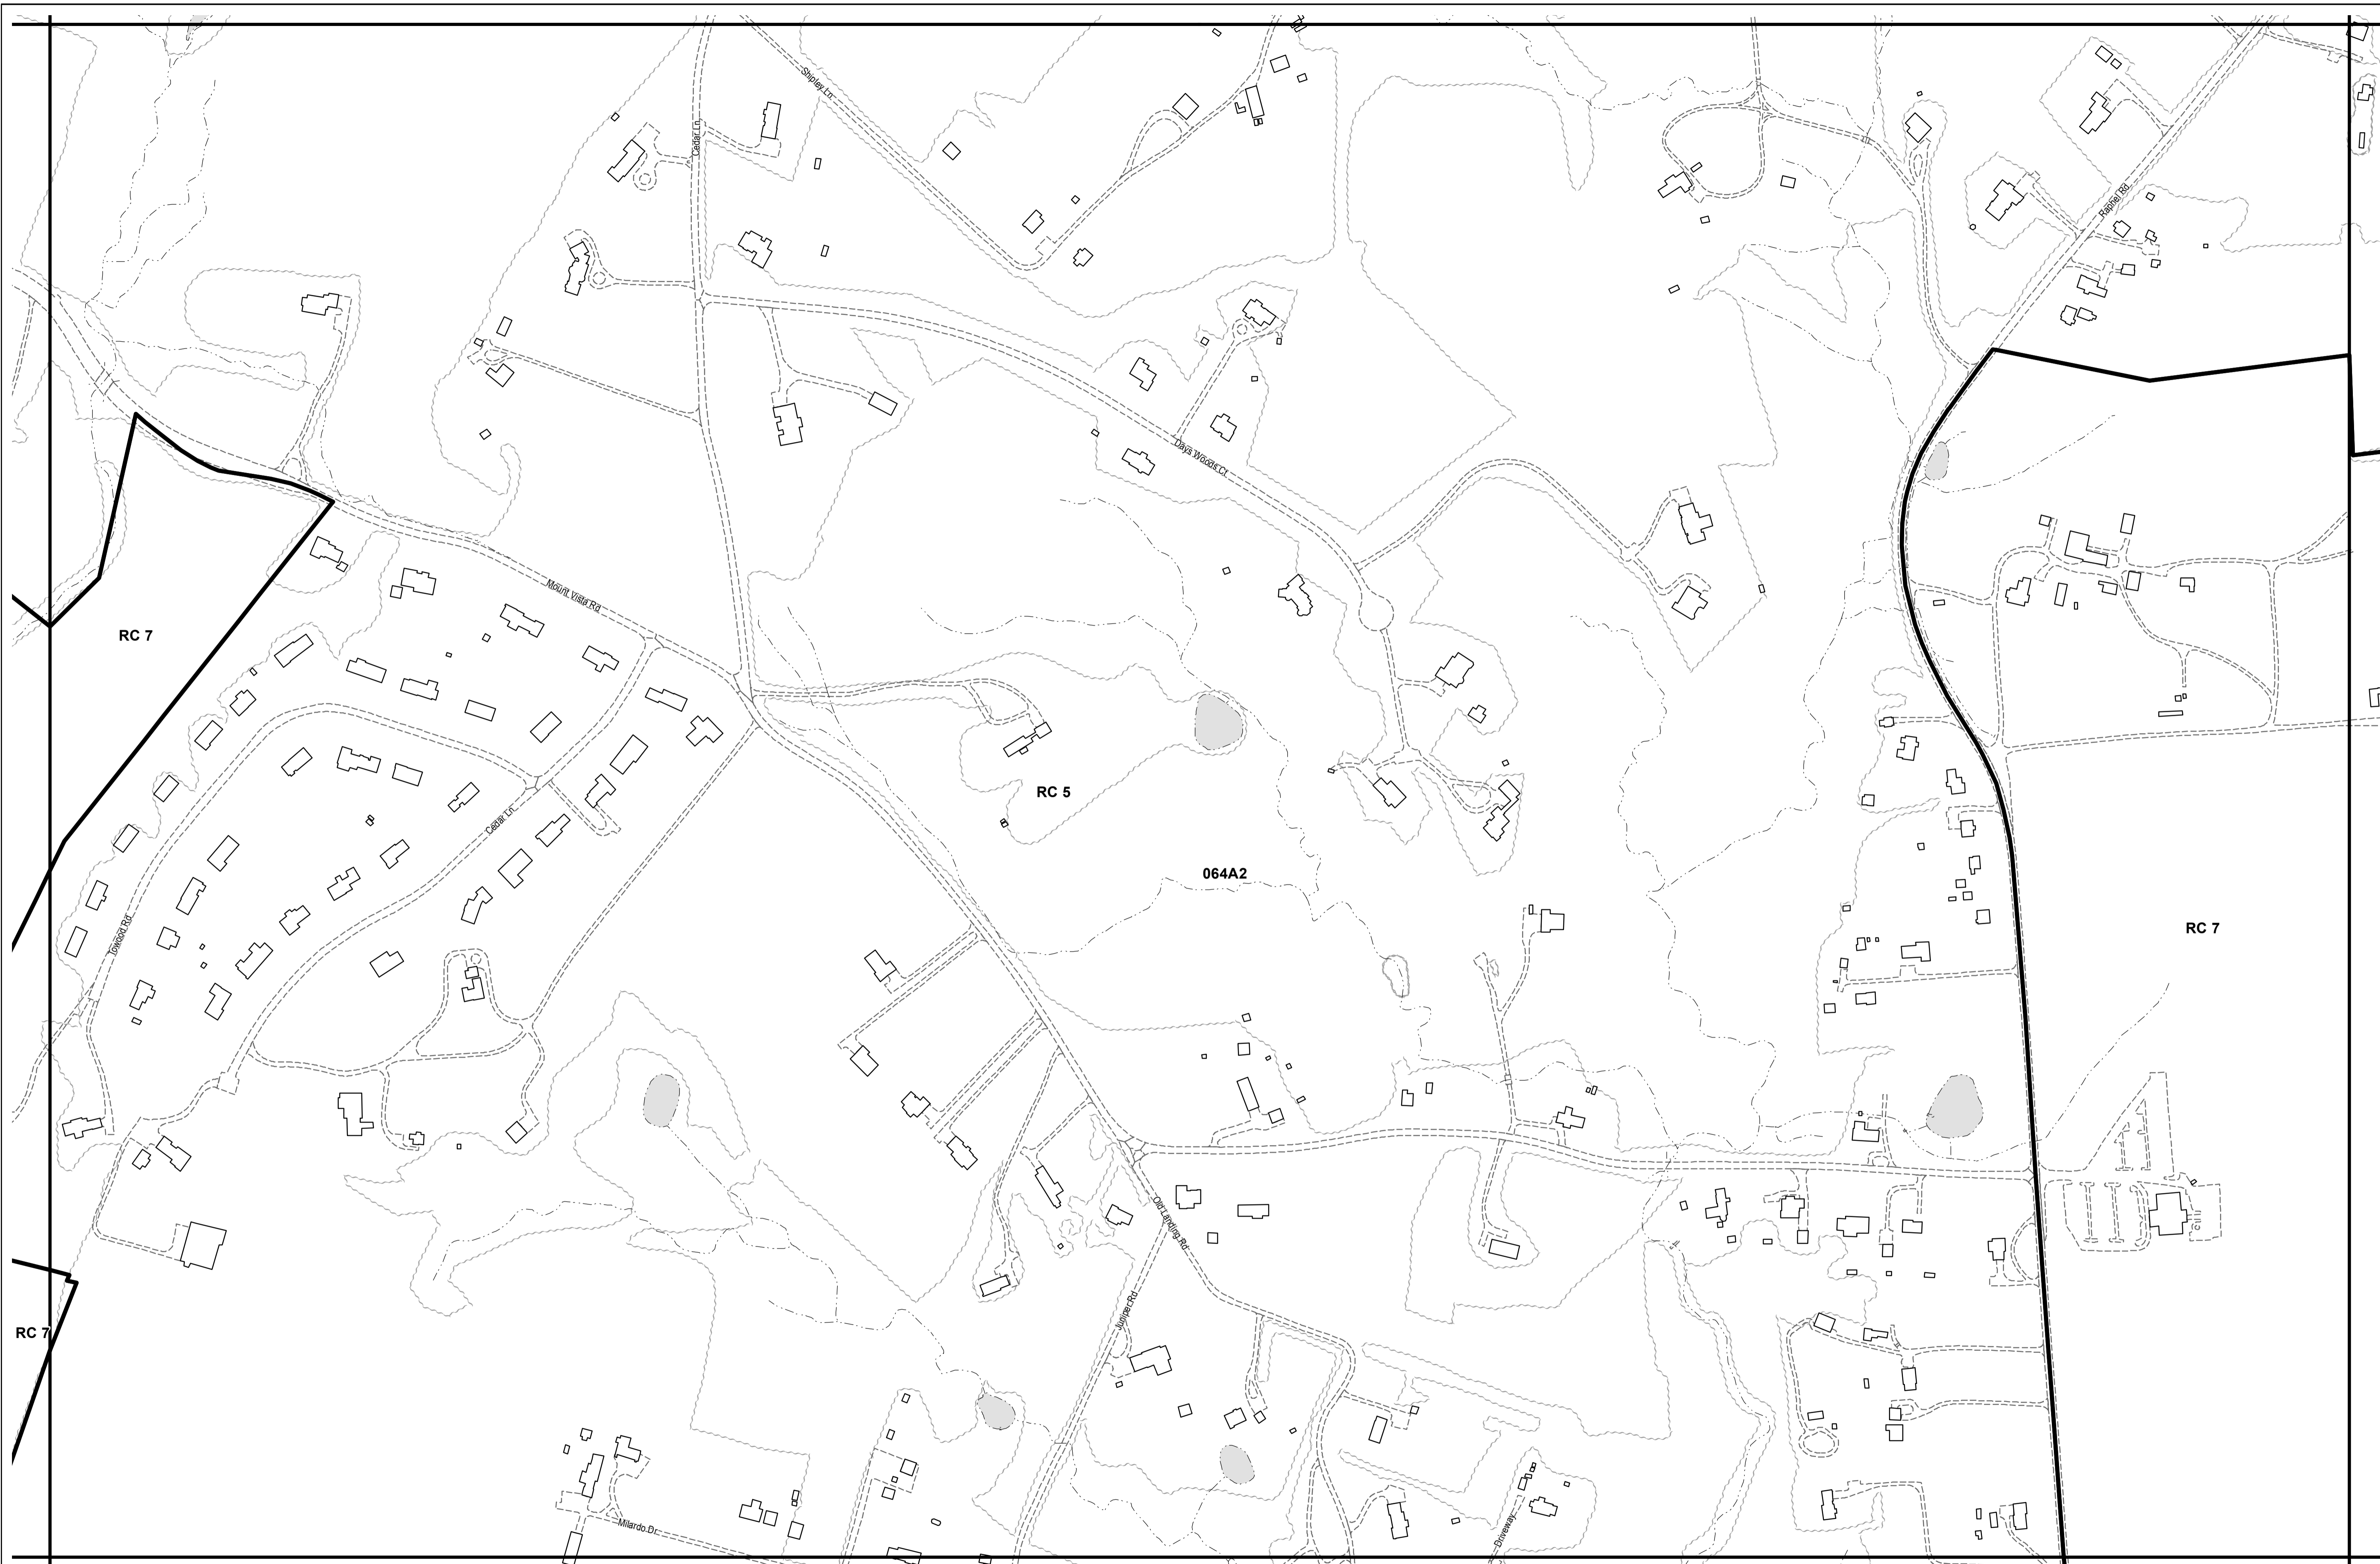 Shipley Ln
Cedar Ln
Raphel Rd
Days Woods Ct
Mount Vista Rd
RC 7
RC 5
Cedar Ln
064A2
RC 7
Towood Rd
Old Landing Rd
Juniper Rd
RC 7
Milardo Dr
Driveway